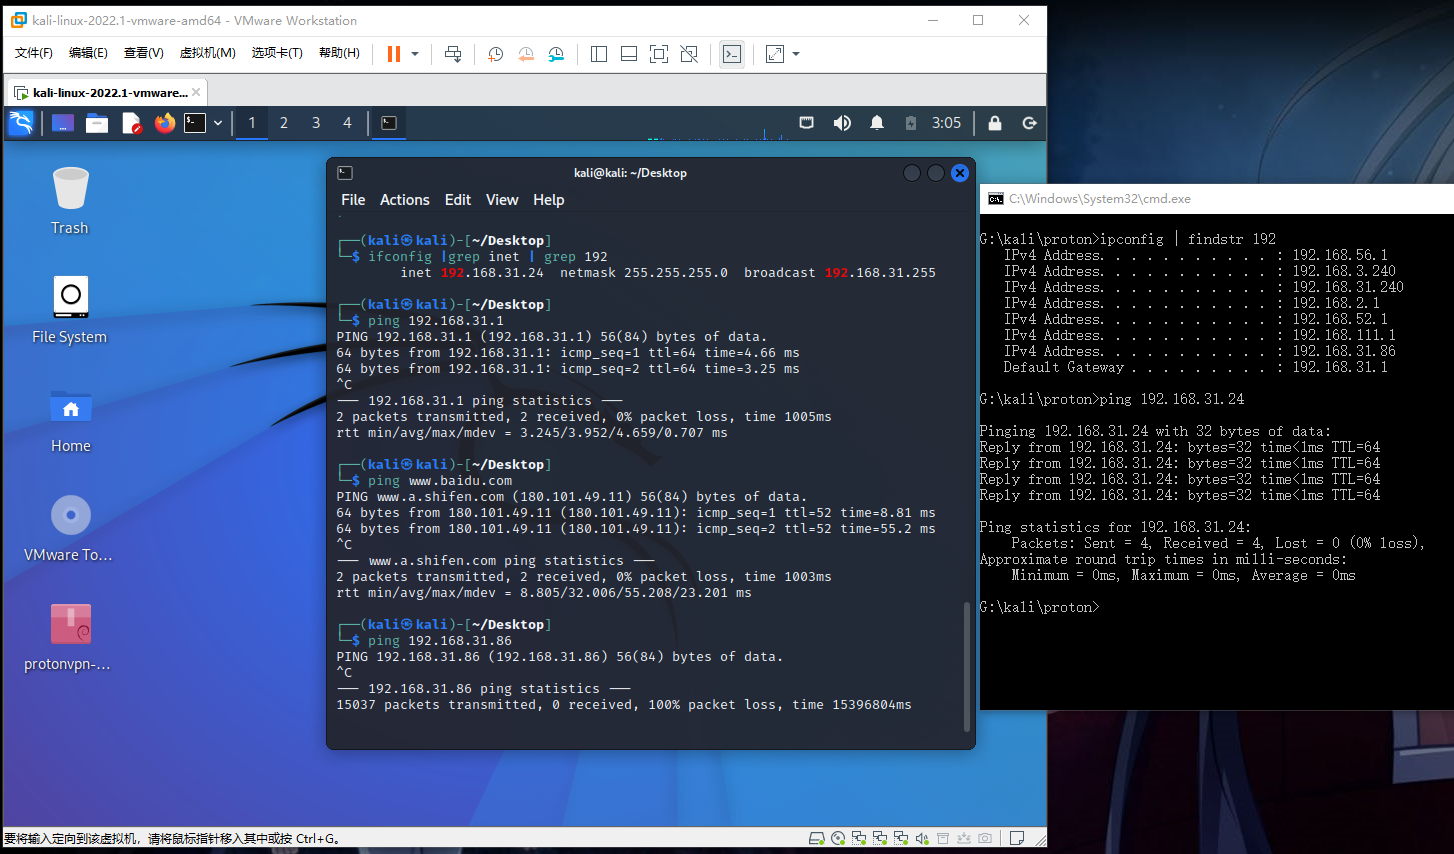 kali-linux-2022.1-vmware-amd64 - VMware Workstation
文件(F) 编辑(E) 查看(V) 虚拟机(M) 选项卡(T) 帮助(H)
kali-linux-2022.1-vmware...
1 2 3 4
3:05
Trash
File System
Home
VMware To...
protonvpn-...
kali@kali: ~/Desktop
File Actions Edit View Help
┌──(kali㉿kali)-[~/Desktop]
└─$ ifconfig |grep inet | grep 192
inet 192.168.31.24 netmask 255.255.255.0 broadcast 192.168.31.255
┌──(kali㉿kali)-[~/Desktop]
└─$ ping 192.168.31.1
PING 192.168.31.1 (192.168.31.1) 56(84) bytes of data.
64 bytes from 192.168.31.1: icmp_seq=1 ttl=64 time=4.66 ms
64 bytes from 192.168.31.1: icmp_seq=2 ttl=64 time=3.25 ms
^C
--- 192.168.31.1 ping statistics ---
2 packets transmitted, 2 received, 0% packet loss, time 1005ms
rtt min/avg/max/mdev = 3.245/3.952/4.659/0.707 ms
┌──(kali㉿kali)-[~/Desktop]
└─$ ping www.baidu.com
PING www.a.shifen.com (180.101.49.11) 56(84) bytes of data.
64 bytes from 180.101.49.11 (180.101.49.11): icmp_seq=1 ttl=52 time=8.81 ms
64 bytes from 180.101.49.11 (180.101.49.11): icmp_seq=2 ttl=52 time=55.2 ms
^C
--- www.a.shifen.com ping statistics ---
2 packets transmitted, 2 received, 0% packet loss, time 1003ms
rtt min/avg/max/mdev = 8.805/32.006/55.208/23.201 ms
┌──(kali㉿kali)-[~/Desktop]
└─$ ping 192.168.31.86
PING 192.168.31.86 (192.168.31.86) 56(84) bytes of data.
^C
--- 192.168.31.86 ping statistics ---
15037 packets transmitted, 0 received, 100% packet loss, time 15396804ms
C:\Windows\System32\cmd.exe
G:\kali\proton>ipconfig | findstr 192
IPv4 Address. . . . . . . . . . . : 192.168.56.1
IPv4 Address. . . . . . . . . . . : 192.168.3.240
IPv4 Address. . . . . . . . . . . : 192.168.31.240
IPv4 Address. . . . . . . . . . . : 192.168.2.1
IPv4 Address. . . . . . . . . . . : 192.168.52.1
IPv4 Address. . . . . . . . . . . : 192.168.111.1
IPv4 Address. . . . . . . . . . . : 192.168.31.86
Default Gateway . . . . . . . . . : 192.168.31.1
G:\kali\proton>ping 192.168.31.24
Pinging 192.168.31.24 with 32 bytes of data:
Reply from 192.168.31.24: bytes=32 time<1ms TTL=64
Reply from 192.168.31.24: bytes=32 time<1ms TTL=64
Reply from 192.168.31.24: bytes=32 time<1ms TTL=64
Reply from 192.168.31.24: bytes=32 time<1ms TTL=64
Ping statistics for 192.168.31.24:
Packets: Sent = 4, Received = 4, Lost = 0 (0% loss),
Approximate round trip times in milli-seconds:
Minimum = 0ms, Maximum = 0ms, Average = 0ms
G:\kali\proton>
要将输入定向到该虚拟机，请将鼠标指针移入其中或按 Ctrl+G。